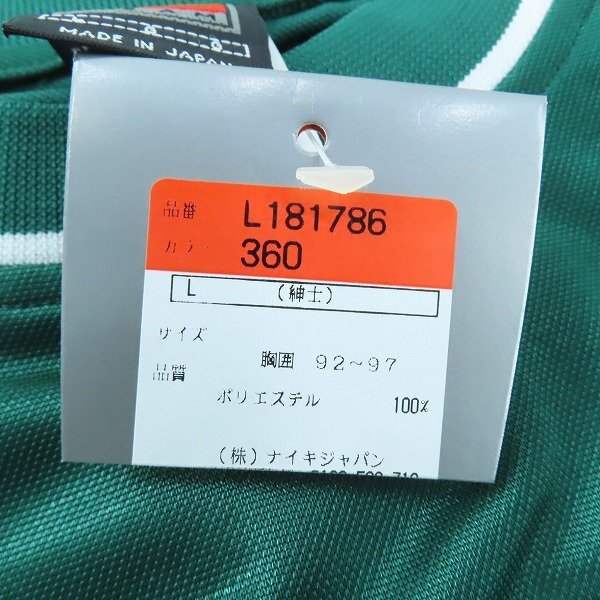 MADE IN JAPAN
品番 L181786
カラー 360
L (紳士)
サイズ
胸囲 92~97
品質
ポリエステル 100%
(株)ナイキジャパン